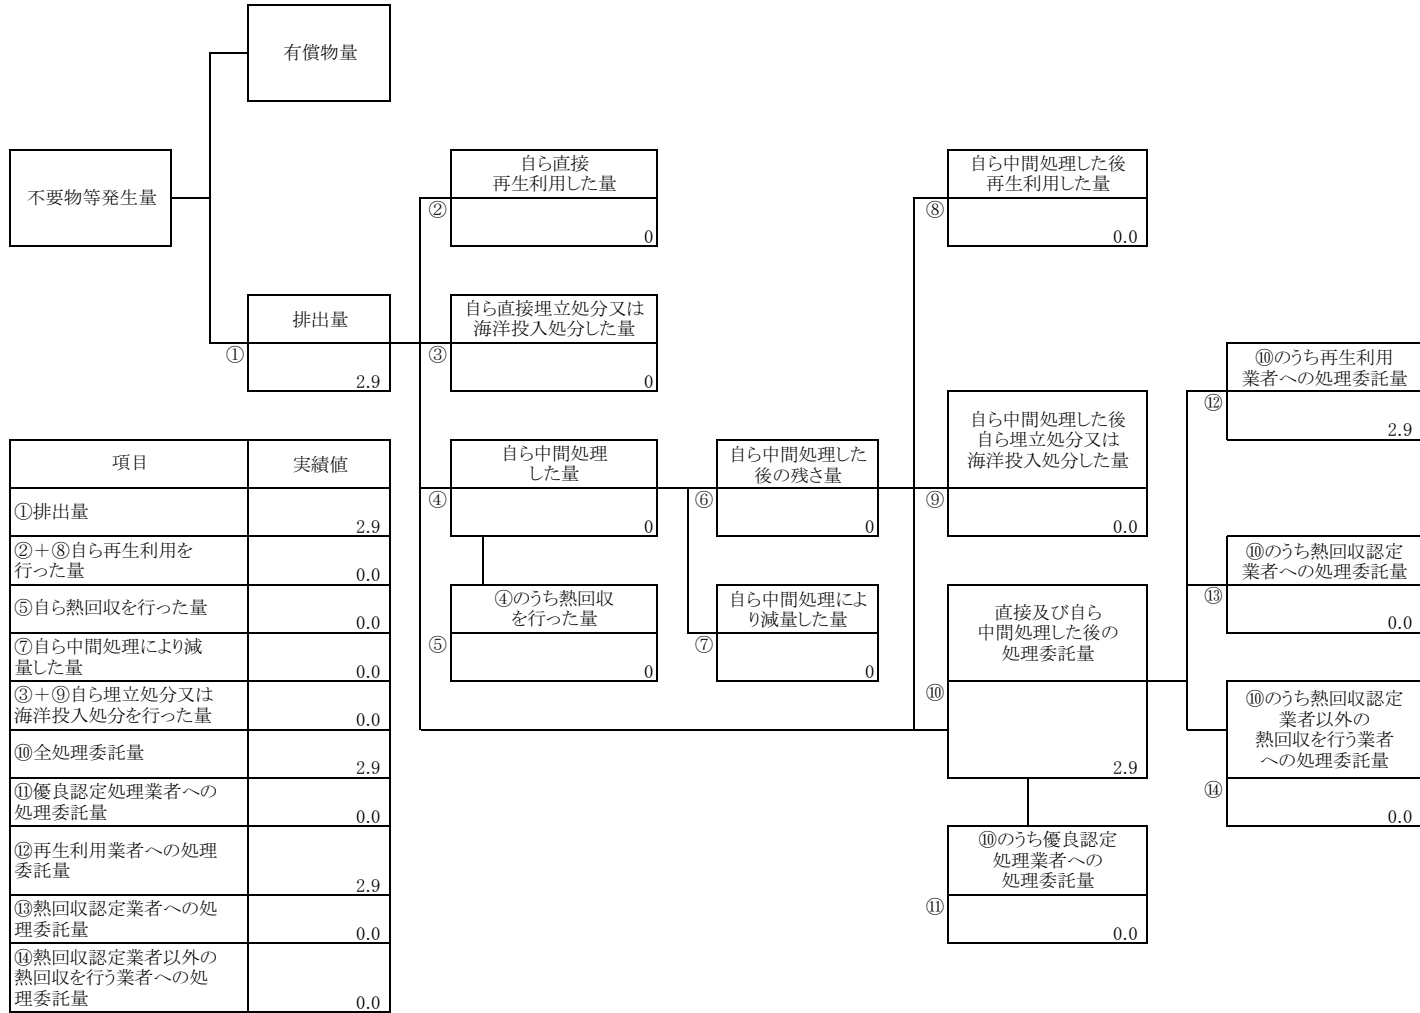 有償物量
不要物等発生量
自ら直接
再生利用した量
②
0
自ら中間処理した後
再生利用した量
⑧
0.0
排出量
①
2.9
自ら直接埋立処分又は
海洋投入処分した量
③
0
⑩のうち再生利用
業者への処理委託量
⑫
2.9
自ら中間処理
した量
④
0
自ら中間処理した
後の残さ量
⑥
0
自ら中間処理した後
自ら埋立処分又は
海洋投入処分した量
⑨
0.0
⑩のうち熱回収認定
業者への処理委託量
⑬
0.0
④のうち熱回収
を行った量
⑤
0
自ら中間処理によ
り減量した量
⑦
0
直接及び自ら
中間処理した後の
処理委託量
⑩
2.9
⑩のうち熱回収認定
業者以外の
熱回収を行う業者
への処理委託量
⑭
0.0
⑩のうち優良認定
処理業者への
処理委託量
⑪
0.0
項目 実績値
①排出量
2.9
②＋⑧自ら再生利用を
行った量
0.0
⑤自ら熱回収を行った量
0.0
⑦自ら中間処理により減
量した量
0.0
③＋⑨自ら埋立処分又は
海洋投入処分を行った量
0.0
⑩全処理委託量
2.9
⑪優良認定処理業者への
処理委託量
0.0
⑫再生利用業者への処理
委託量
2.9
⑬熱回収認定業者への処
理委託量
0.0
⑭熱回収認定業者以外の
熱回収を行う業者への処
理委託量
0.0